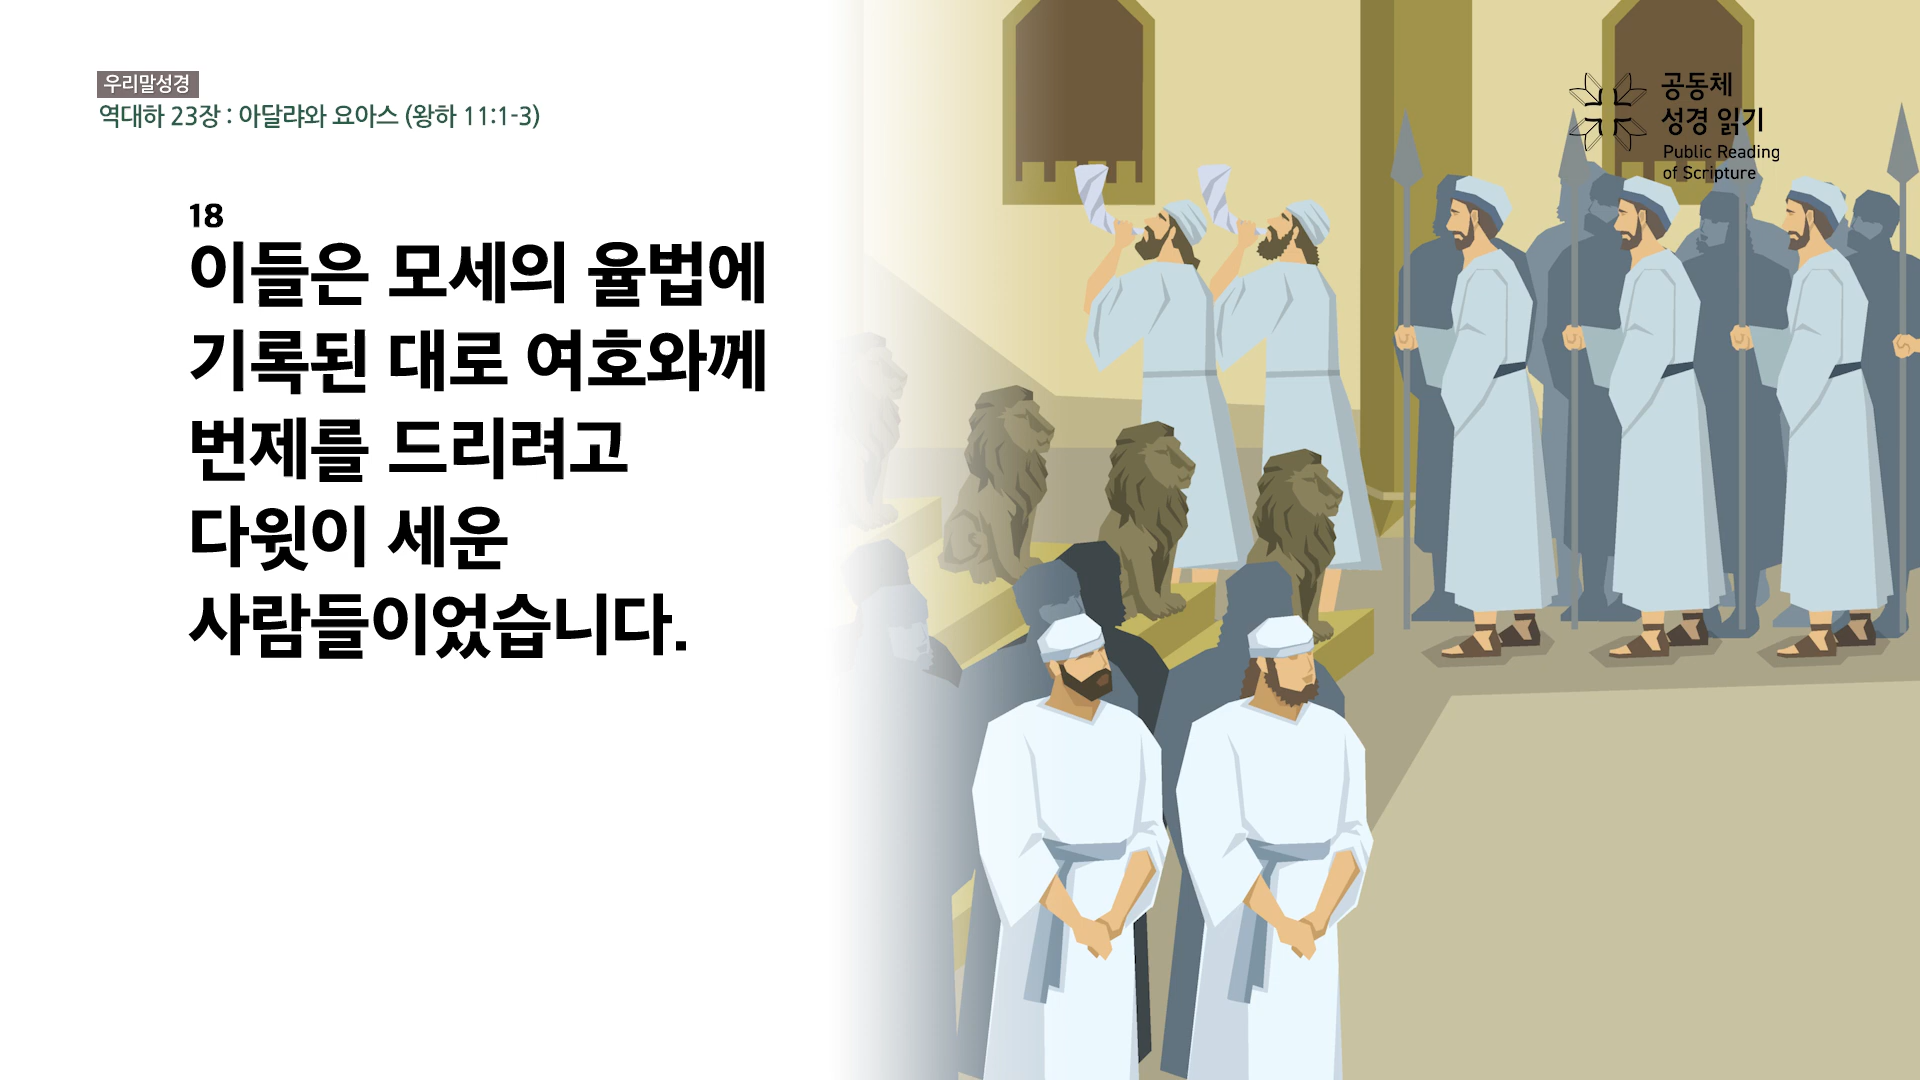 우리말성경
역대하 23장 : 아달랴와 요아스 (왕하 11:1-3)
18
이들은 모세의 율법에
기록된 대로 여호와께
번제를 드리려고
다윗이 세운
사람들이었습니다.
공동체
성경 읽기
Public Reading
of Scripture